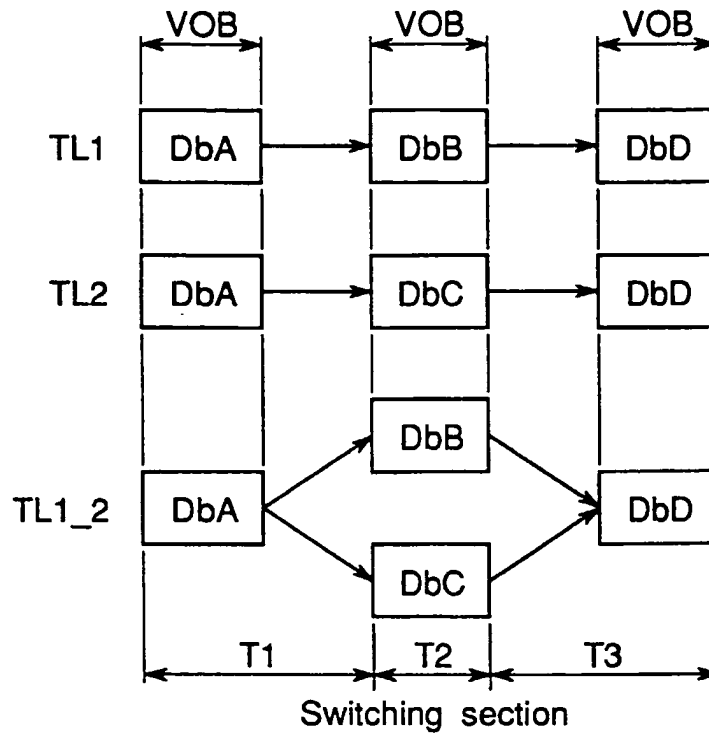 VOB VOB VOB
TL1 DbA DbB DbD
TL2 DbA DbC DbD
DbB
TL1_2 DbA DbD
DbC
T1 T2 T3
Switching section